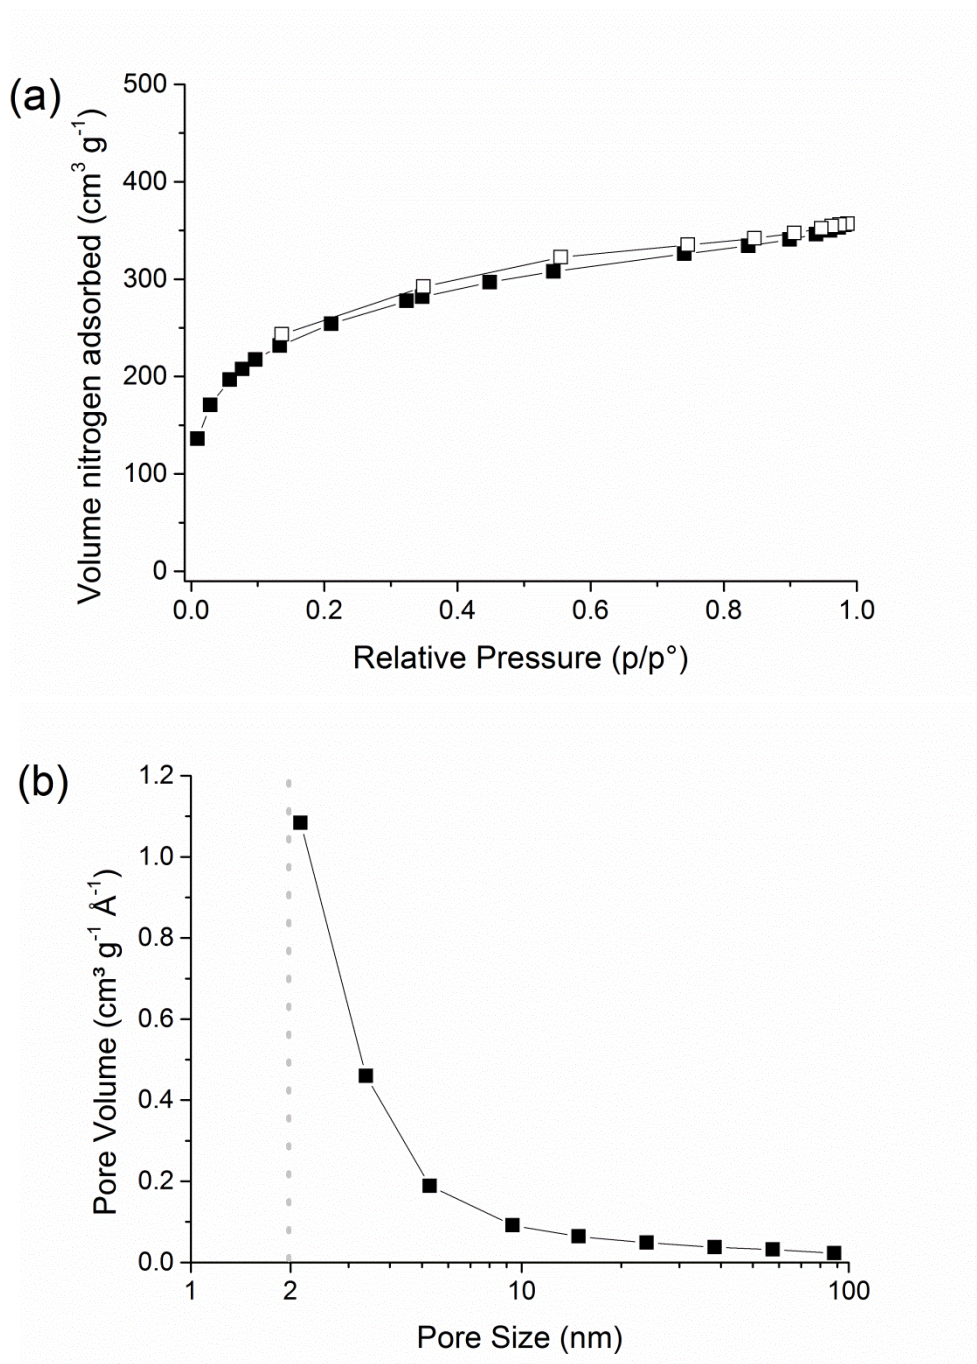 (a)
Volume nitrogen adsorbed (cm³ g⁻¹)
500
400
300
200
100
0
0.0 0.2 0.4 0.6 0.8 1.0
Relative Pressure (p/p°)
(b)
Pore Volume (cm³ g⁻¹ Å⁻¹)
1.2
1.0
0.8
0.6
0.4
0.2
0.0
1 2 10 100
Pore Size (nm)